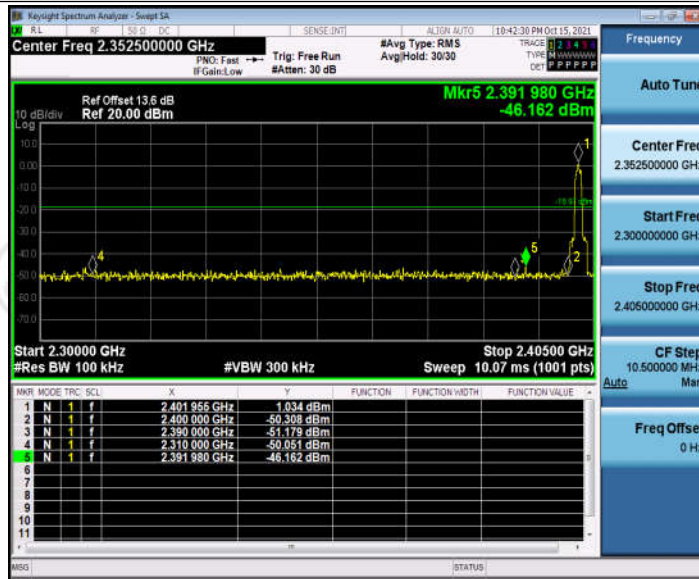 Keysight Spectrum Analyzer - Swept SA
RL RF 50 Ω DC SENSE:INT ALIGN AUTO 10:42:30 PM Oct 15, 2021
Center Freq 2.352500000 GHz
PNO: Fast
IFGain:Low
Trig: Free Run
#Atten: 30 dB
#Avg Type: RMS
Avg|Hold: 30/30
TRACE 1 2 3 4 5 6
TYPE M W W W W W
DET P P P P P P
Mkr5 2.391 980 GHz
-46.162 dBm
Ref Offset 13.6 dB
10 dB/div Ref 20.00 dBm
Log
10.0
0.00
-10.0
-20.0
-30.0
-40.0
-50.0
-60.0
-70.0
1
2
4
5
Start 2.30000 GHz Stop 2.40500 GHz
#Res BW 100 kHz #VBW 300 kHz Sweep 10.07 ms (1001 pts)
MKR MODE TRC SCL X Y FUNCTION FUNCTION WIDTH FUNCTION VALUE
1 N 1 f 2.401 955 GHz 1.034 dBm
2 N 1 f 2.400 000 GHz -50.308 dBm
3 N 1 f 2.390 000 GHz -51.179 dBm
4 N 1 f 2.310 000 GHz -50.051 dBm
5 N 1 f 2.391 980 GHz -46.162 dBm
6
7
8
9
10
11
MSG STATUS
Frequency
Auto Tune
Center Freq
2.352500000 GHz
Start Freq
2.300000000 GHz
Stop Freq
2.405000000 GHz
CF Step
10.500000 MHz
Auto Man
Freq Offset
0 Hz